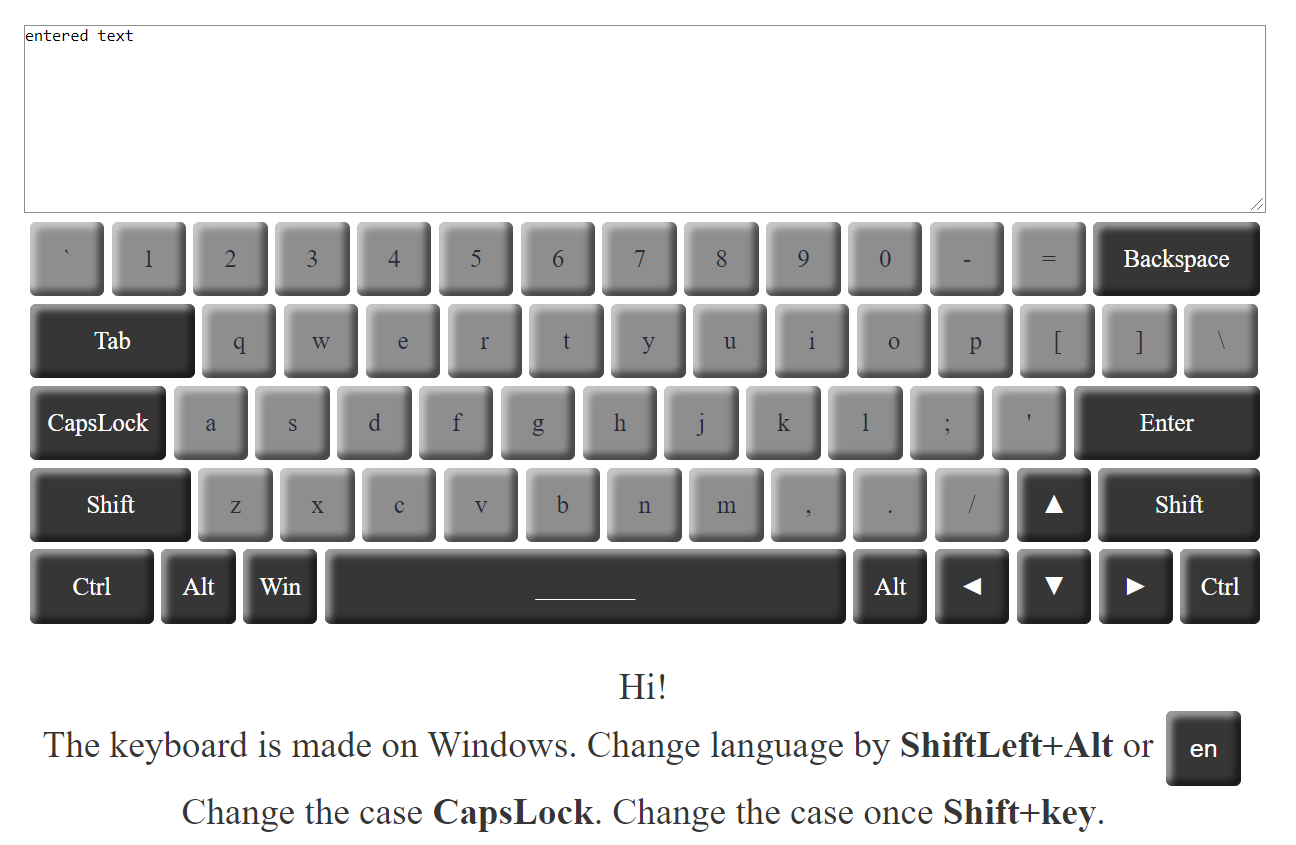 entered text
` 1 2 3 4 5 6 7 8 9 0 - = Backspace
Tab q w e r t y u i o p [ ] \
CapsLock a s d f g h j k l ; ' Enter
Shift z x c v b n m , . / ▲ Shift
Ctrl Alt Win _________ Alt ◄ ▼ ► Ctrl
Hi!
The keyboard is made on Windows. Change language by ShiftLeft+Alt or en
Change the case CapsLock. Change the case once Shift+key.